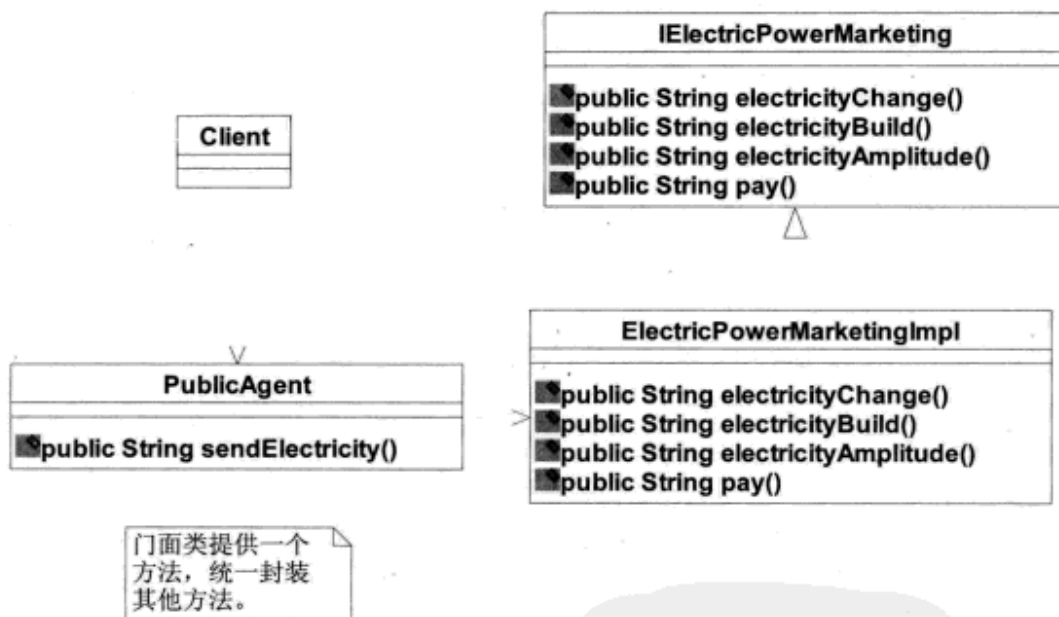 IElectricPowerMarketing
public String electricityChange()
public String electricityBuild()
public String electricityAmplitude()
public String pay()
Client
ElectricPowerMarketingImpl
public String electricityChange()
public String electricityBuild()
public String electricityAmplitude()
public String pay()
PublicAgent
public String sendElectricity()
门面类提供一个
方法，统一封装
其他方法。